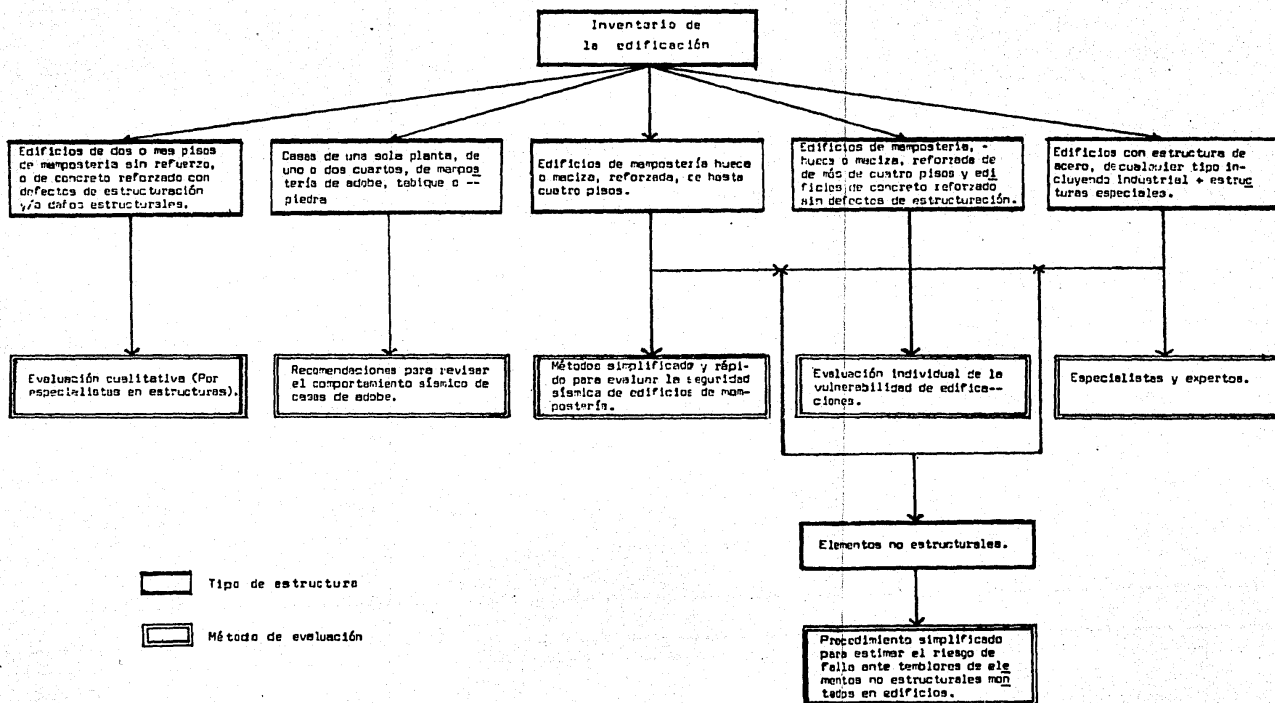 Inventario de
la edificación
Edificios de dos o mas pisos
de mamposteria sin refuerzo,
o de concreto reforzado con
defectos de estructuración
y/o daños estructurales.
Casas de una sola planta, de
uno o dos cuartos, de mampos
tería de adobe, tabique o --
piedra
Edificios de mampostería hueca
o maciza, reforzada, de hasta
cuatro pisos.
Edificios de mampostería, -
hueca o maciza, reforzada de
de más de cuatro pisos y edi
ficios de concreto reforzado
sin defectos de estructuración.
Edificios con estructura de
acero, de cualquier tipo in-
cluyendo industrial + estruc
turas especiales.
Evaluación cualitativa (Por
especialistas en estructuras).
Recomendaciones para revisar
el comportamiento sísmico de
casas de adobe.
Métodos simplificado y rápi-
do para evaluar la seguridad
sísmica de edificios de mam-
postería.
Evaluación individual de la
vulnerabilidad de edifica--
ciones.
Especialistas y expertos.
Elementos no estructurales.
Procedimiento simplificado
para estimar el riesgo de
falla ante temblores de ele
mentos no estructurales mon
tados en edificios.
Tipo de estructura
Método de evaluación